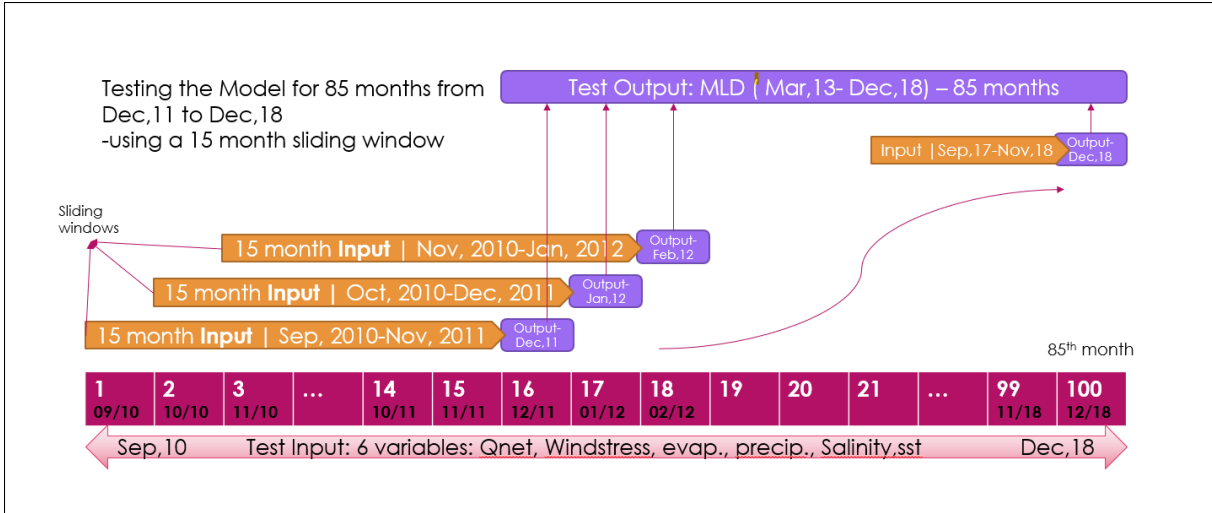 Testing the Model for 85 months from
Dec,11 to Dec,18
-using a 15 month sliding window
Test Output: MLD ( Mar,13- Dec,18) – 85 months
Input |Sep,17-Nov,18
Output-
Dec,18
Sliding
windows
15 month Input | Nov, 2010-Jan, 2012
Output-
Feb,12
15 month Input | Oct, 2010-Dec, 2011
Output-
Jan,12
15 month Input | Sep, 2010-Nov, 2011
Output-
Dec,11
85th month
1 2 3 ... 14 15 16 17 18 19 20 21 ... 99 100
09/10 10/10 11/10 10/11 11/11 12/11 01/12 02/12 11/18 12/18
Sep,10 Test Input: 6 variables: Qnet, Windstress, evap., precip., Salinity,sst Dec,18